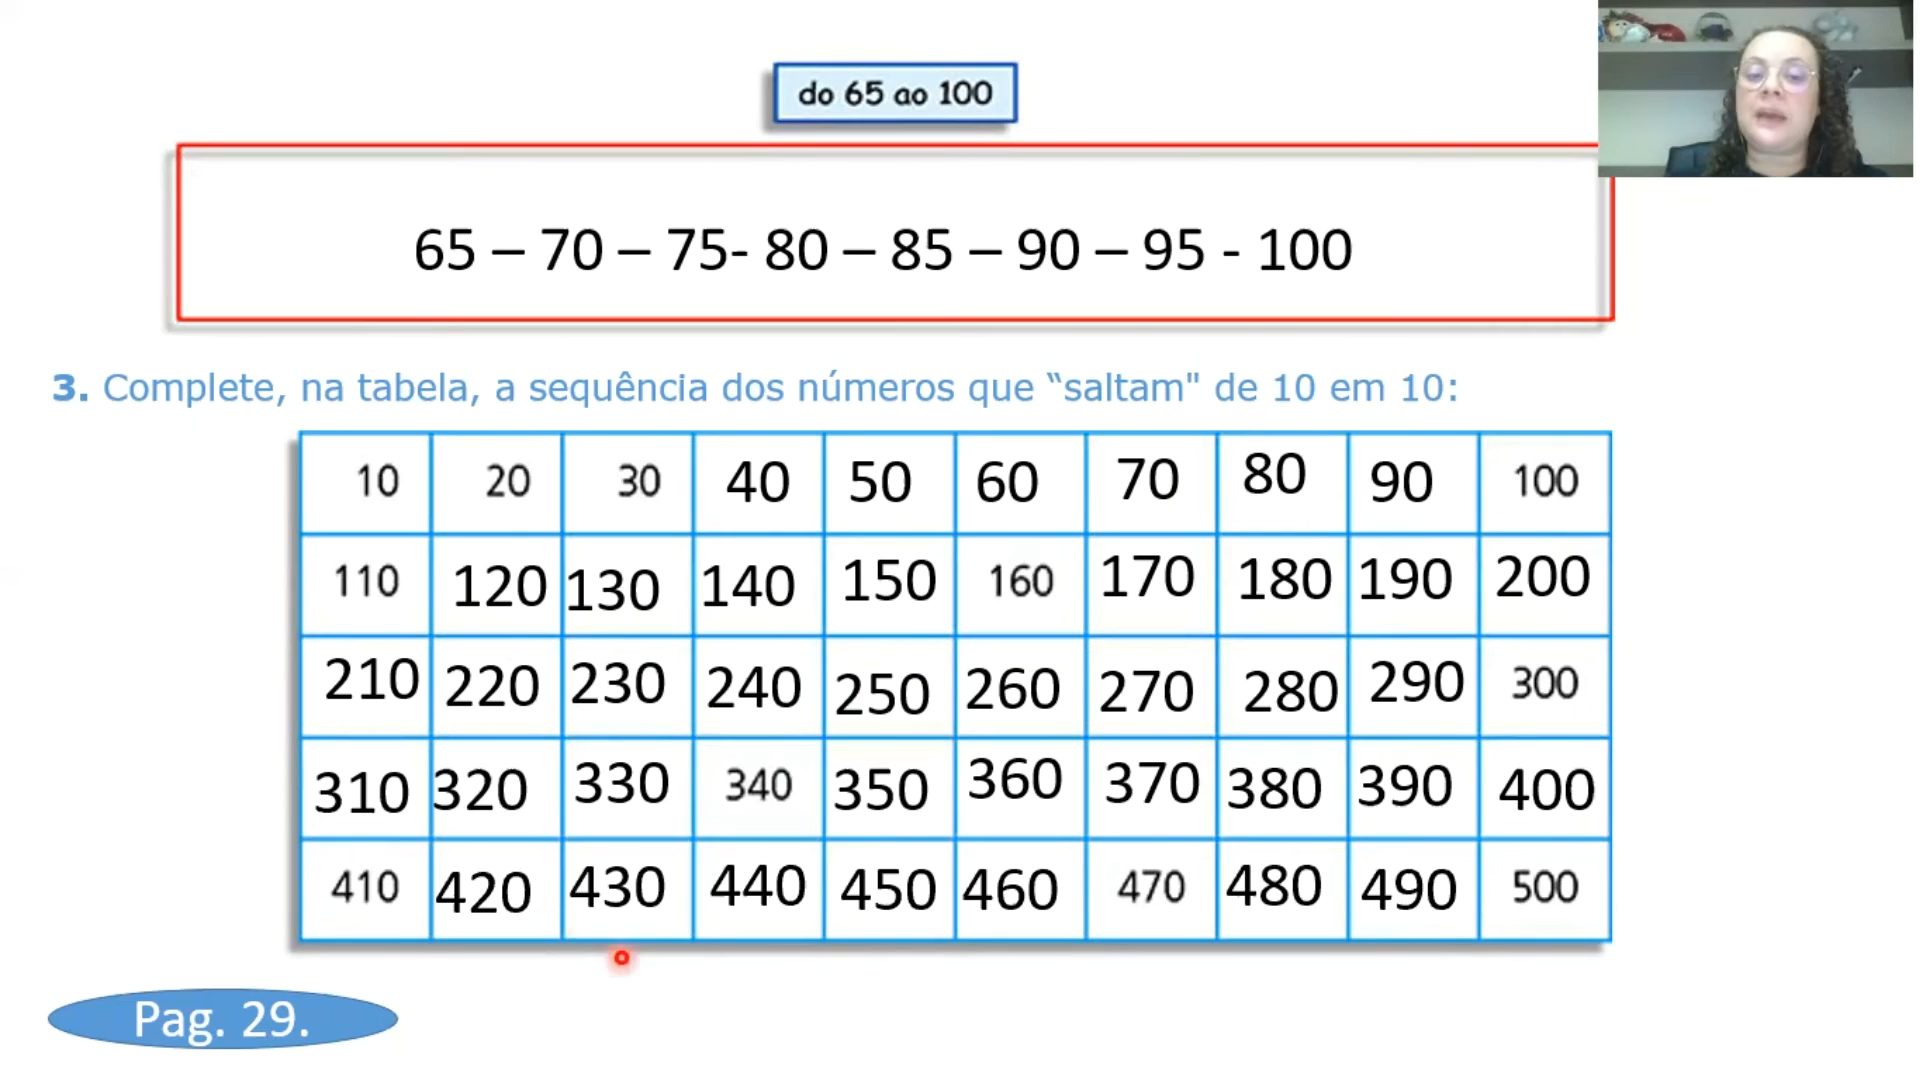 do 65 ao 100
65 – 70 – 75- 80 – 85 – 90 – 95 - 100
3. Complete, na tabela, a sequência dos números que “saltam" de 10 em 10:
10 20 30 40 50 60 70 80 90 100
110 120 130 140 150 160 170 180 190 200
210 220 230 240 250 260 270 280 290 300
310 320 330 340 350 360 370 380 390 400
410 420 430 440 450 460 470 480 490 500
Pag. 29.